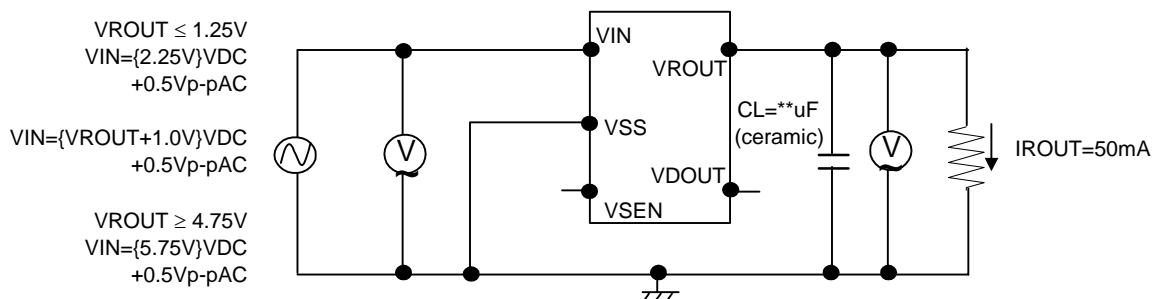 VROUT ≤ 1.25V
VIN={2.25V}VDC
+0.5Vp-pAC
VIN={VROUT+1.0V}VDC
+0.5Vp-pAC
VROUT ≥ 4.75V
VIN={5.75V}VDC
+0.5Vp-pAC
V
VIN
VROUT
VSS
VDOUT
VSEN
CL=**uF
(ceramic)
V
IROUT=50mA